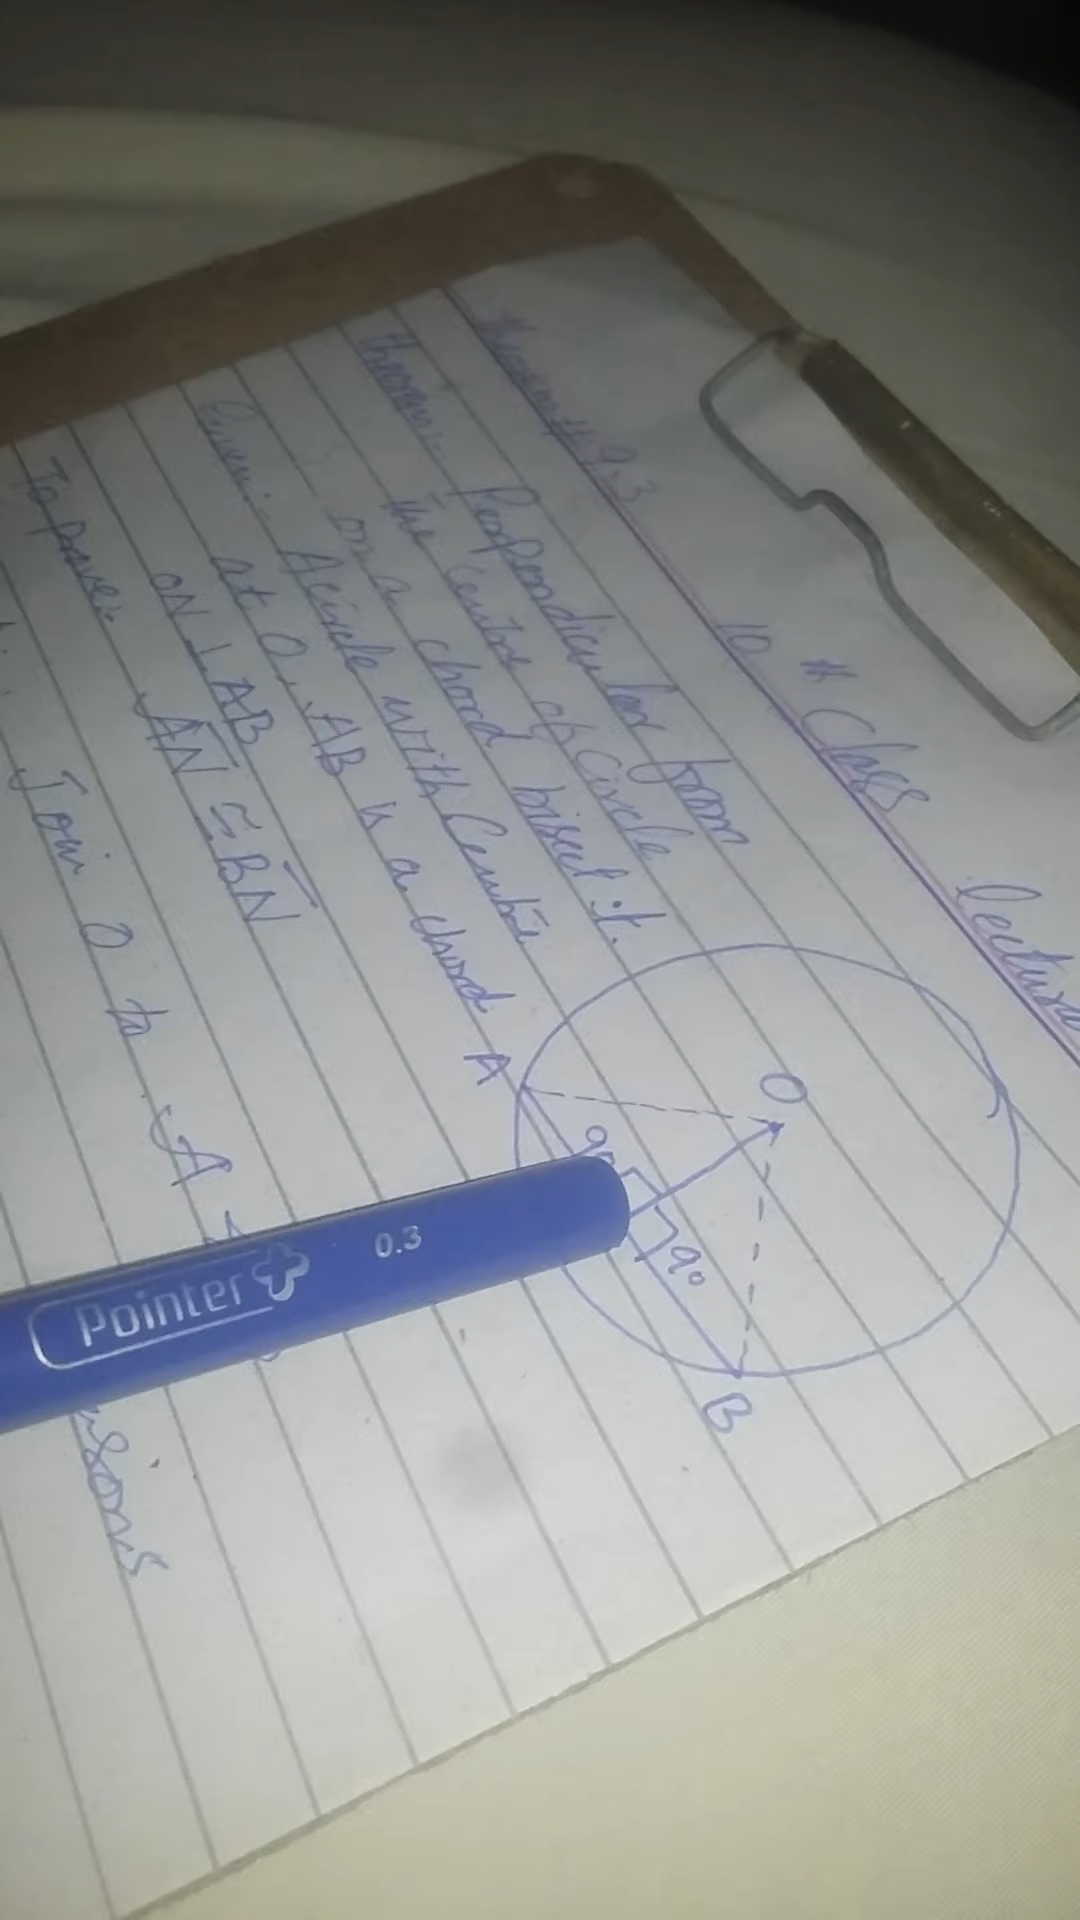 10 # Class lecture
Theorem # 9.3
Theorem:- Perpendicular from
the Centre of Circle
on a chord bisect it.
Given:- A circle with Centre
at O, AB is a chord
ON ⊥ AB
To prove:- AN ≅ BN
Join O to A
O
A
90
90
B
Pointer 0.3